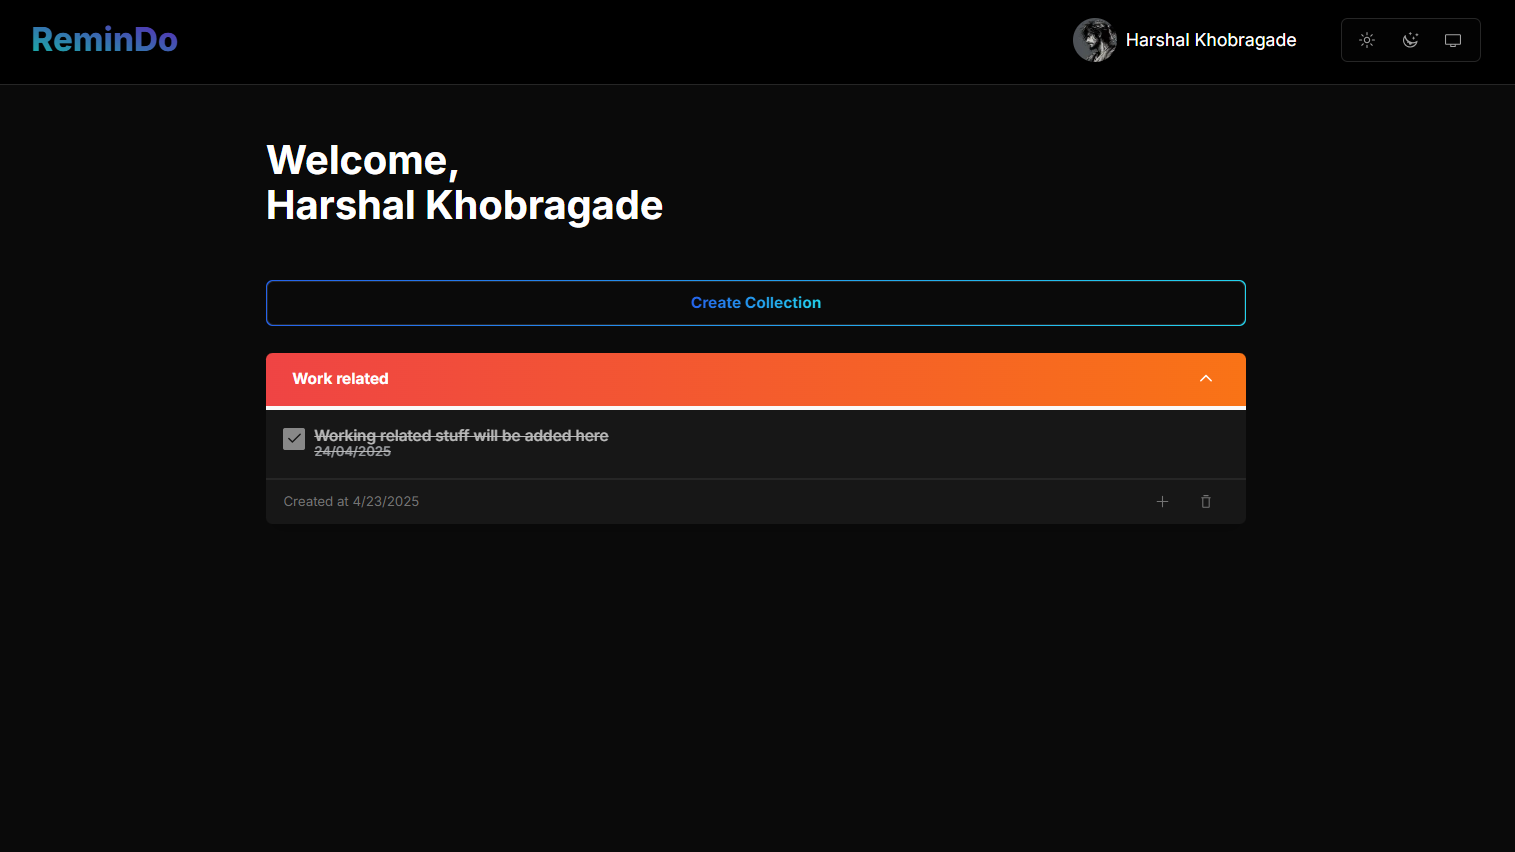 ReminDo
Harshal Khobragade
Welcome,
Harshal Khobragade
Create Collection
Work related
Working related stuff will be added here
24/04/2025
Created at 4/23/2025